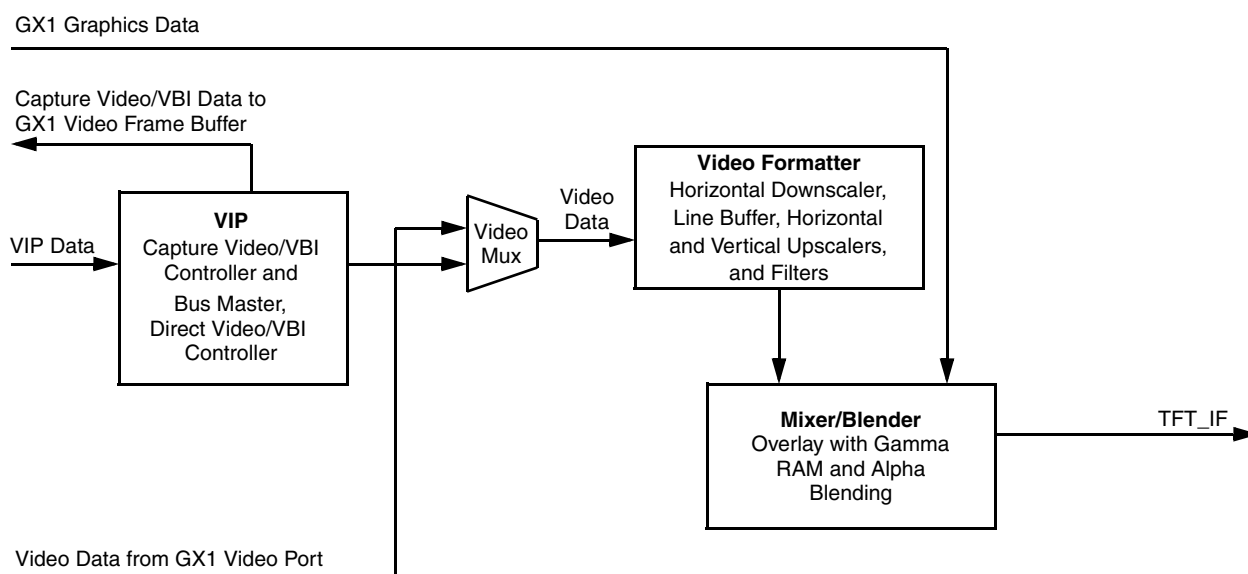 GX1 Graphics Data
Capture Video/VBI Data to
GX1 Video Frame Buffer
VIP Data
VIP
Capture Video/VBI
Controller and
Bus Master,
Direct Video/VBI
Controller
Video
Mux
Video
Data
Video Formatter
Horizontal Downscaler,
Line Buffer, Horizontal
and Vertical Upscalers,
and Filters
Mixer/Blender
Overlay with Gamma
RAM and Alpha
Blending
TFT_IF
Video Data from GX1 Video Port